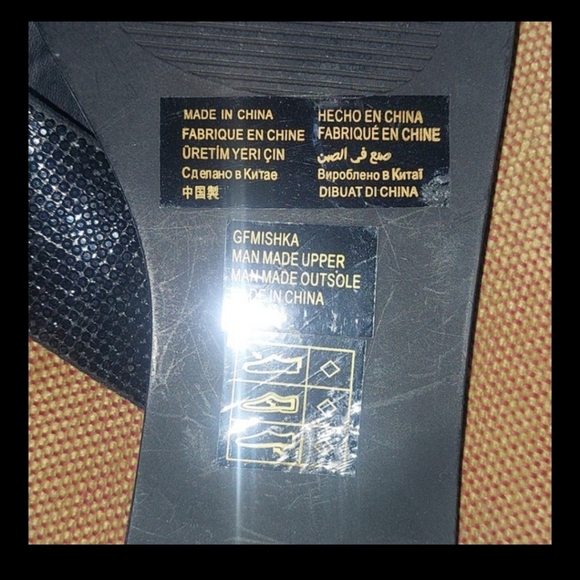 MADE IN CHINA
FABRIQUE EN CHINE
ÜRETİM YERİ ÇIN
Сделано в Китае
中国製
HECHO EN CHINA
FABRIQUÉ EN CHINE
صنع في الصين
Вироблено в Китаї
DIBUAT DI CHINA
GFMISHKA
MAN MADE UPPER
MAN MADE OUTSOLE
MADE IN CHINA